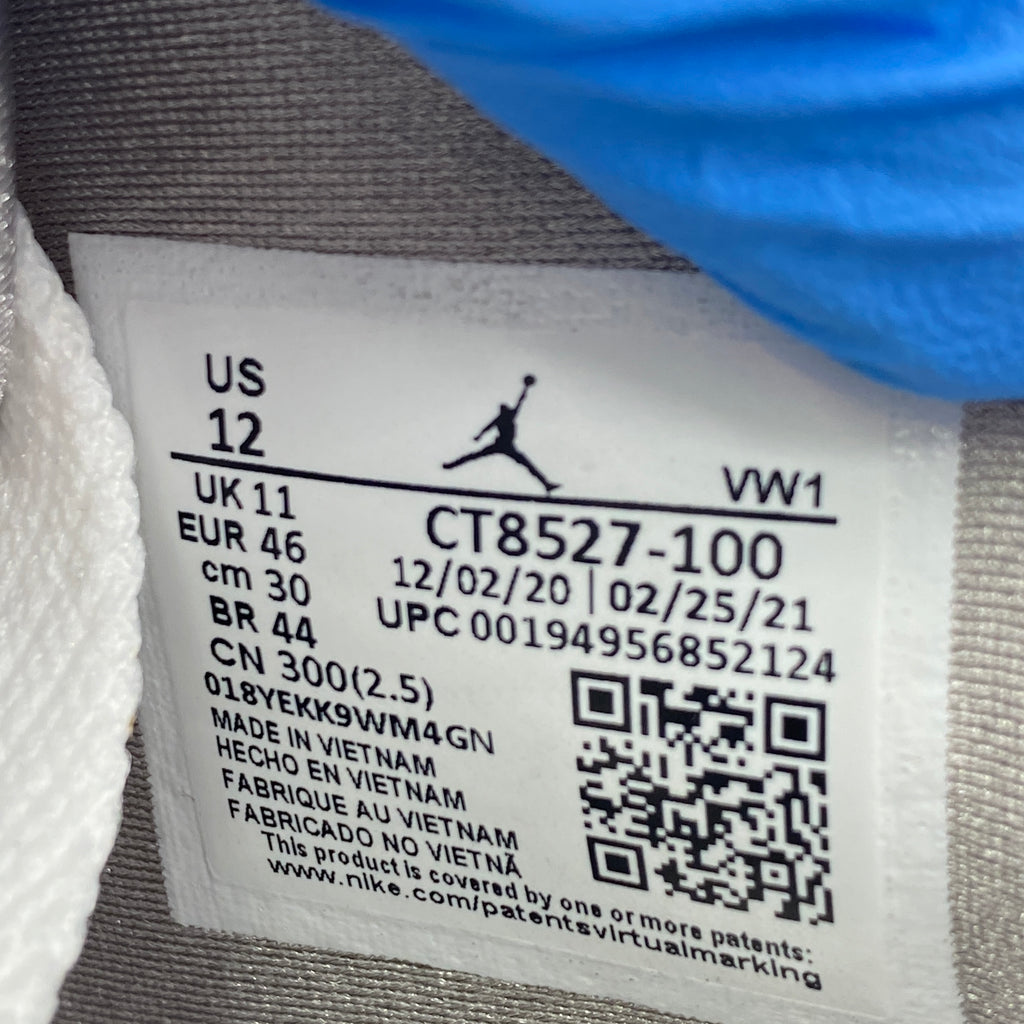 US
12
VW1
UK 11
EUR 46
cm 30
BR 44
CN 300(2.5)
CT8527-100
12/02/20 | 02/25/21
UPC 00194956852124
018YEKK9WM4GN
MADE IN VIETNAM
HECHO EN VIETNAM
FABRIQUE AU VIETNAM
FABRICADO NO VIETNÃ
This product is covered by one or more patents:
www.nike.com/patentsvirtualmarking